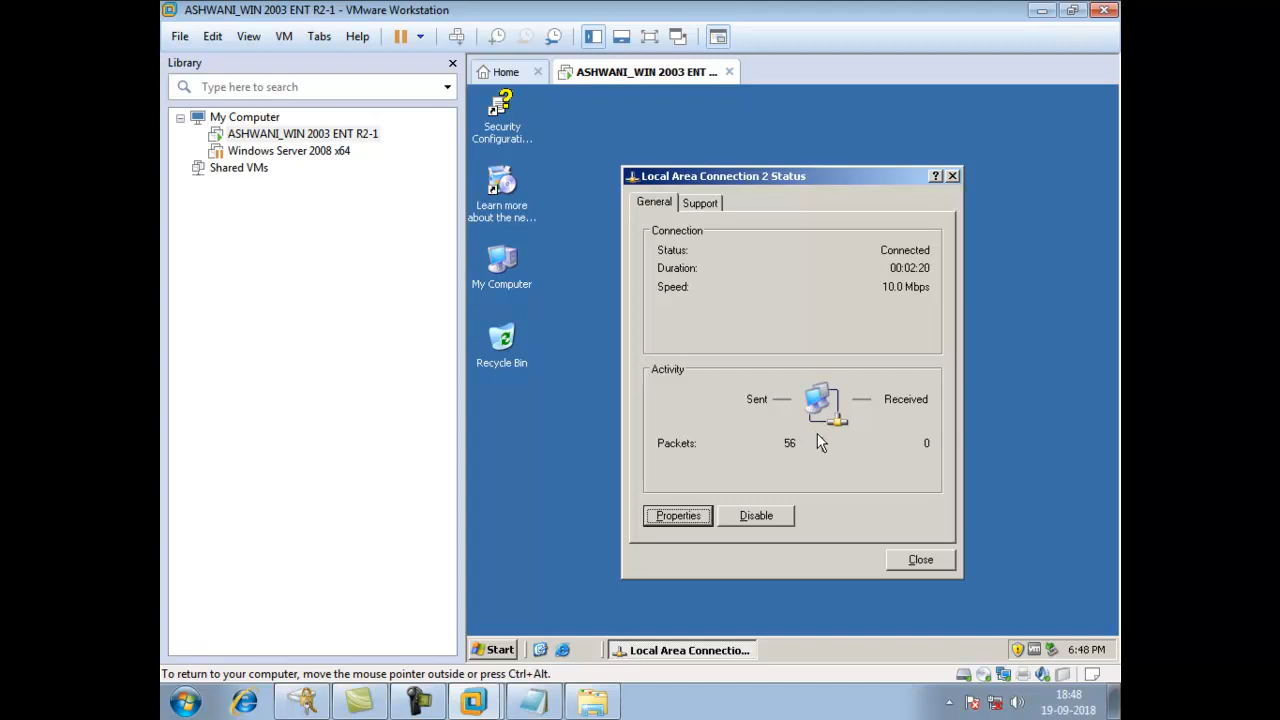 ASHWANI_WIN 2003 ENT R2-1 - VMware Workstation
File Edit View VM Tabs Help
Library
Type here to search
My Computer
ASHWANI_WIN 2003 ENT R2-1
Windows Server 2008 x64
Shared VMs
Home
ASHWANI_WIN 2003 ENT ...
Security
Configurati...
Learn more
about the ne...
My Computer
Recycle Bin
Local Area Connection 2 Status
General Support
Connection
Status: Connected
Duration: 00:02:20
Speed: 10.0 Mbps
Activity
Sent Received
Packets: 56 0
Properties Disable
Close
Start Local Area Connectio... 6:48 PM
To return to your computer, move the mouse pointer outside or press Ctrl+Alt.
18:48
19-09-2018